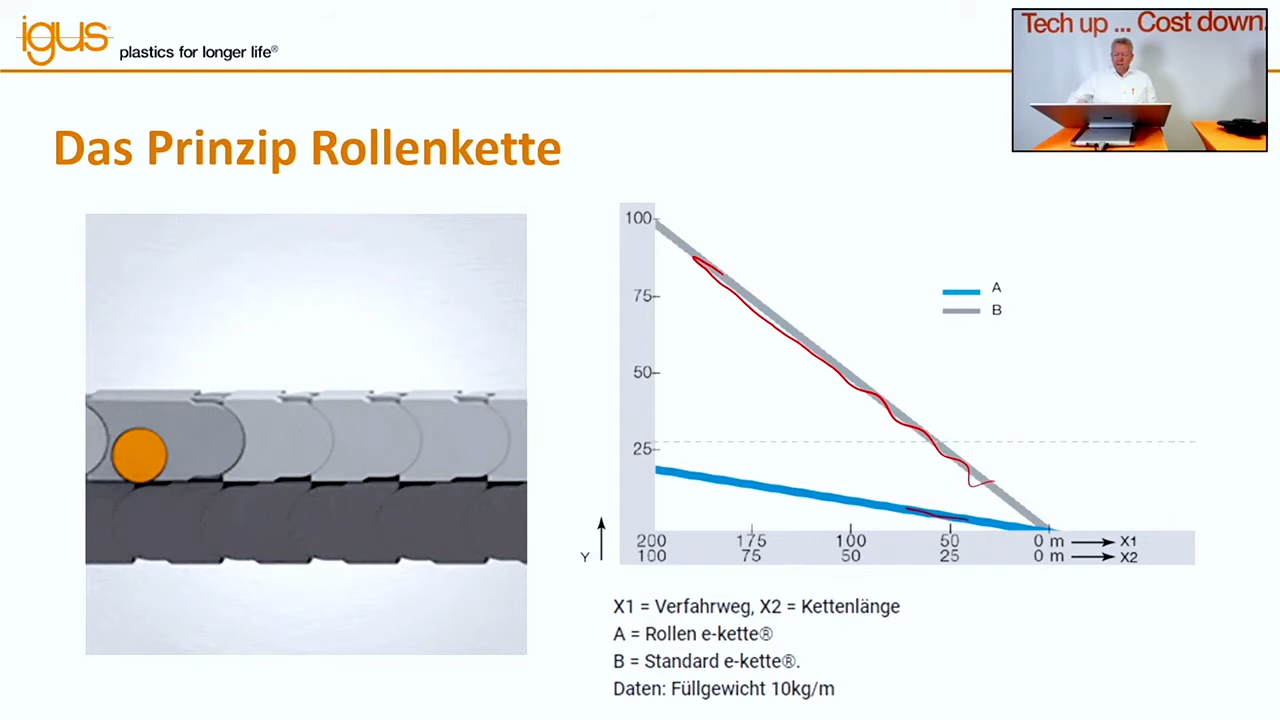 igus
plastics for longer life®
Tech up ... Cost down.
Das Prinzip Rollenkette
100
75
50
25
A
B
Y
200 175 100 50 0 m X1
100 75 50 25 0 m X2
X1 = Verfahrweg, X2 = Kettenlänge
A = Rollen e-kette®
B = Standard e-kette®.
Daten: Füllgewicht 10kg/m